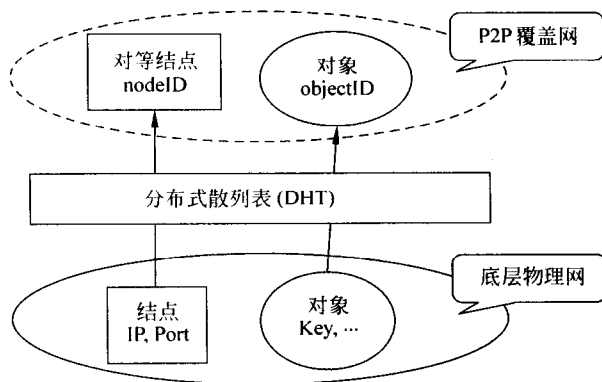 P2P 覆盖网
对等结点
nodeID
对象
objectID
分布式散列表 (DHT)
底层物理网
结点
IP, Port
对象
Key, ···